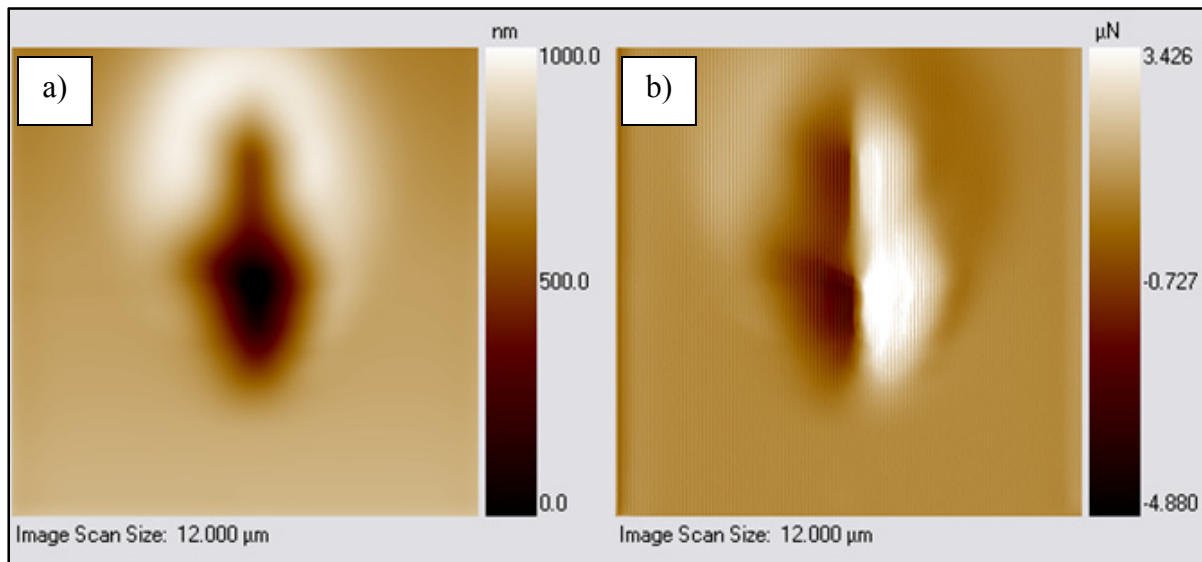 nm
a)
1000.0
500.0
0.0
Image Scan Size: 12.000 µm
µN
b)
3.426
-0.727
-4.880
Image Scan Size: 12.000 µm